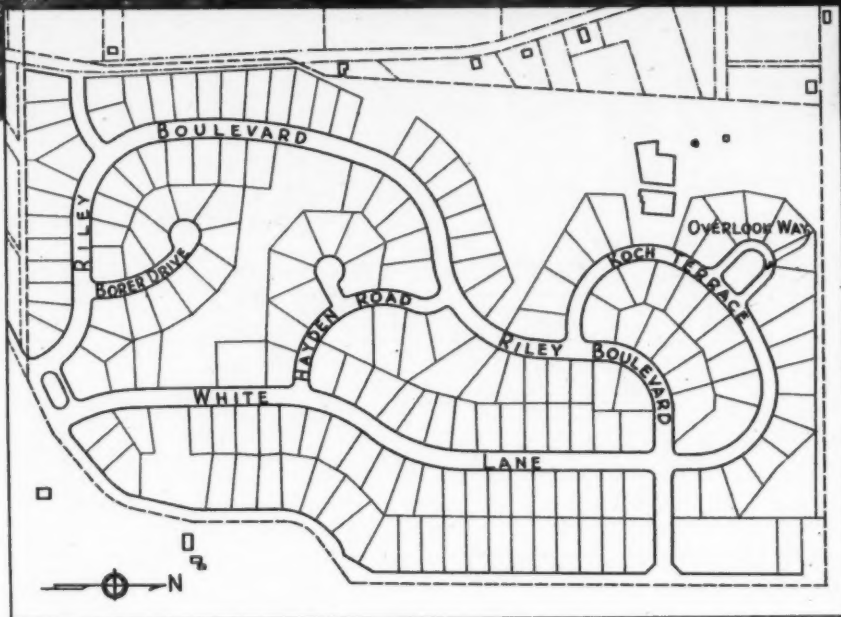 BOULEVARD
RILEY
BORER DRIVE
OVERLOOK WAY
KOCH TERRACE
HAYDEN ROAD
RILEY BOULEVARD
WHITE LANE
N